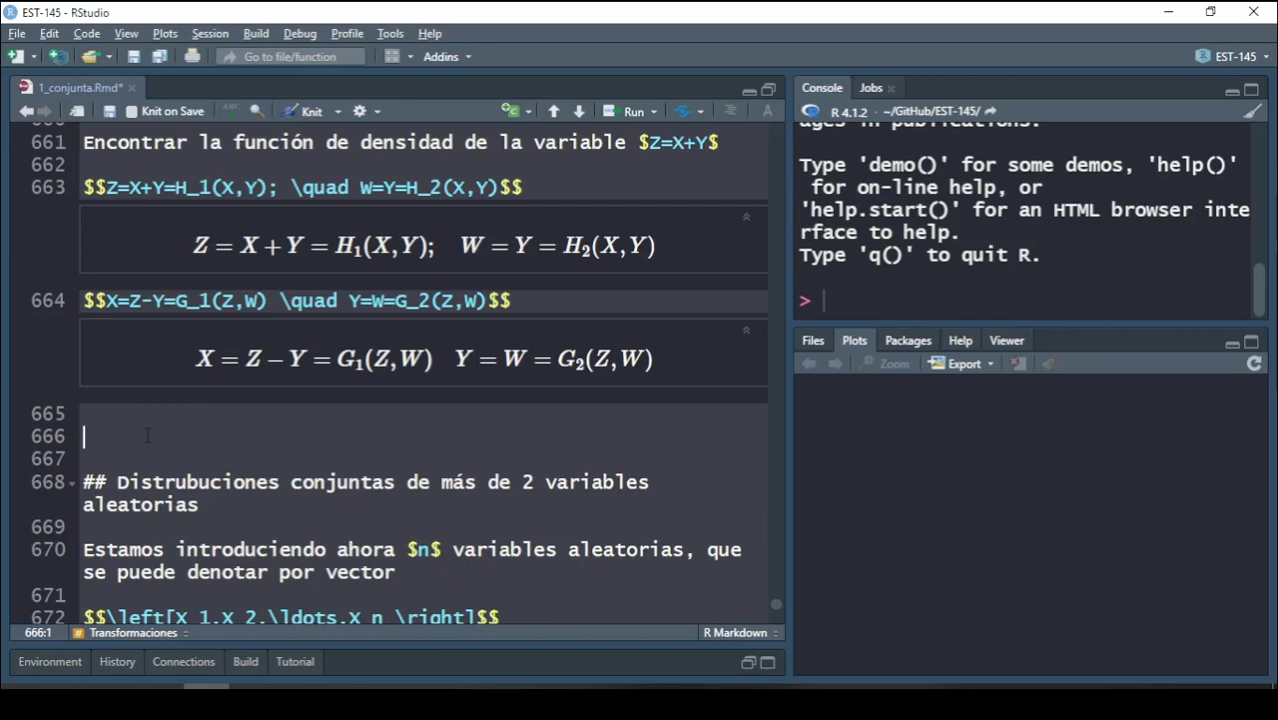 EST-145 - RStudio
File Edit Code View Plots Session Build Debug Profile Tools Help
Go to file/function Addins EST-145
1_conjunta.Rmd*
Knit on Save ABC Knit Run
661 Encontrar la función de densidad de la variable $Z=X+Y$
662
663 $$Z=X+Y=H_1(X,Y); \quad W=Y=H_2(X,Y)$$
Z = X + Y = H₁(X, Y); W = Y = H₂(X, Y)
664 $$X=Z-Y=G_1(Z,W) \quad Y=W=G_2(Z,W)$$
X = Z − Y = G₁(Z, W) Y = W = G₂(Z, W)
665
666
667
668 ## Distrubuciones conjuntas de más de 2 variables
aleatorias
669
670 Estamos introduciendo ahora $n$ variables aleatorias, que
se puede denotar por vector
671
672 $$\left[X_1,X_2,\ldots,X_n \right]$$
666:1 # Transformaciones R Markdown
Environment History Connections Build Tutorial
Console Jobs
R 4.1.2 · ~/GitHub/EST-145/
ages in publications.
Type 'demo()' for some demos, 'help()'
for on-line help, or
'help.start()' for an HTML browser inte
rface to help.
Type 'q()' to quit R.
>
Files Plots Packages Help Viewer
Zoom Export